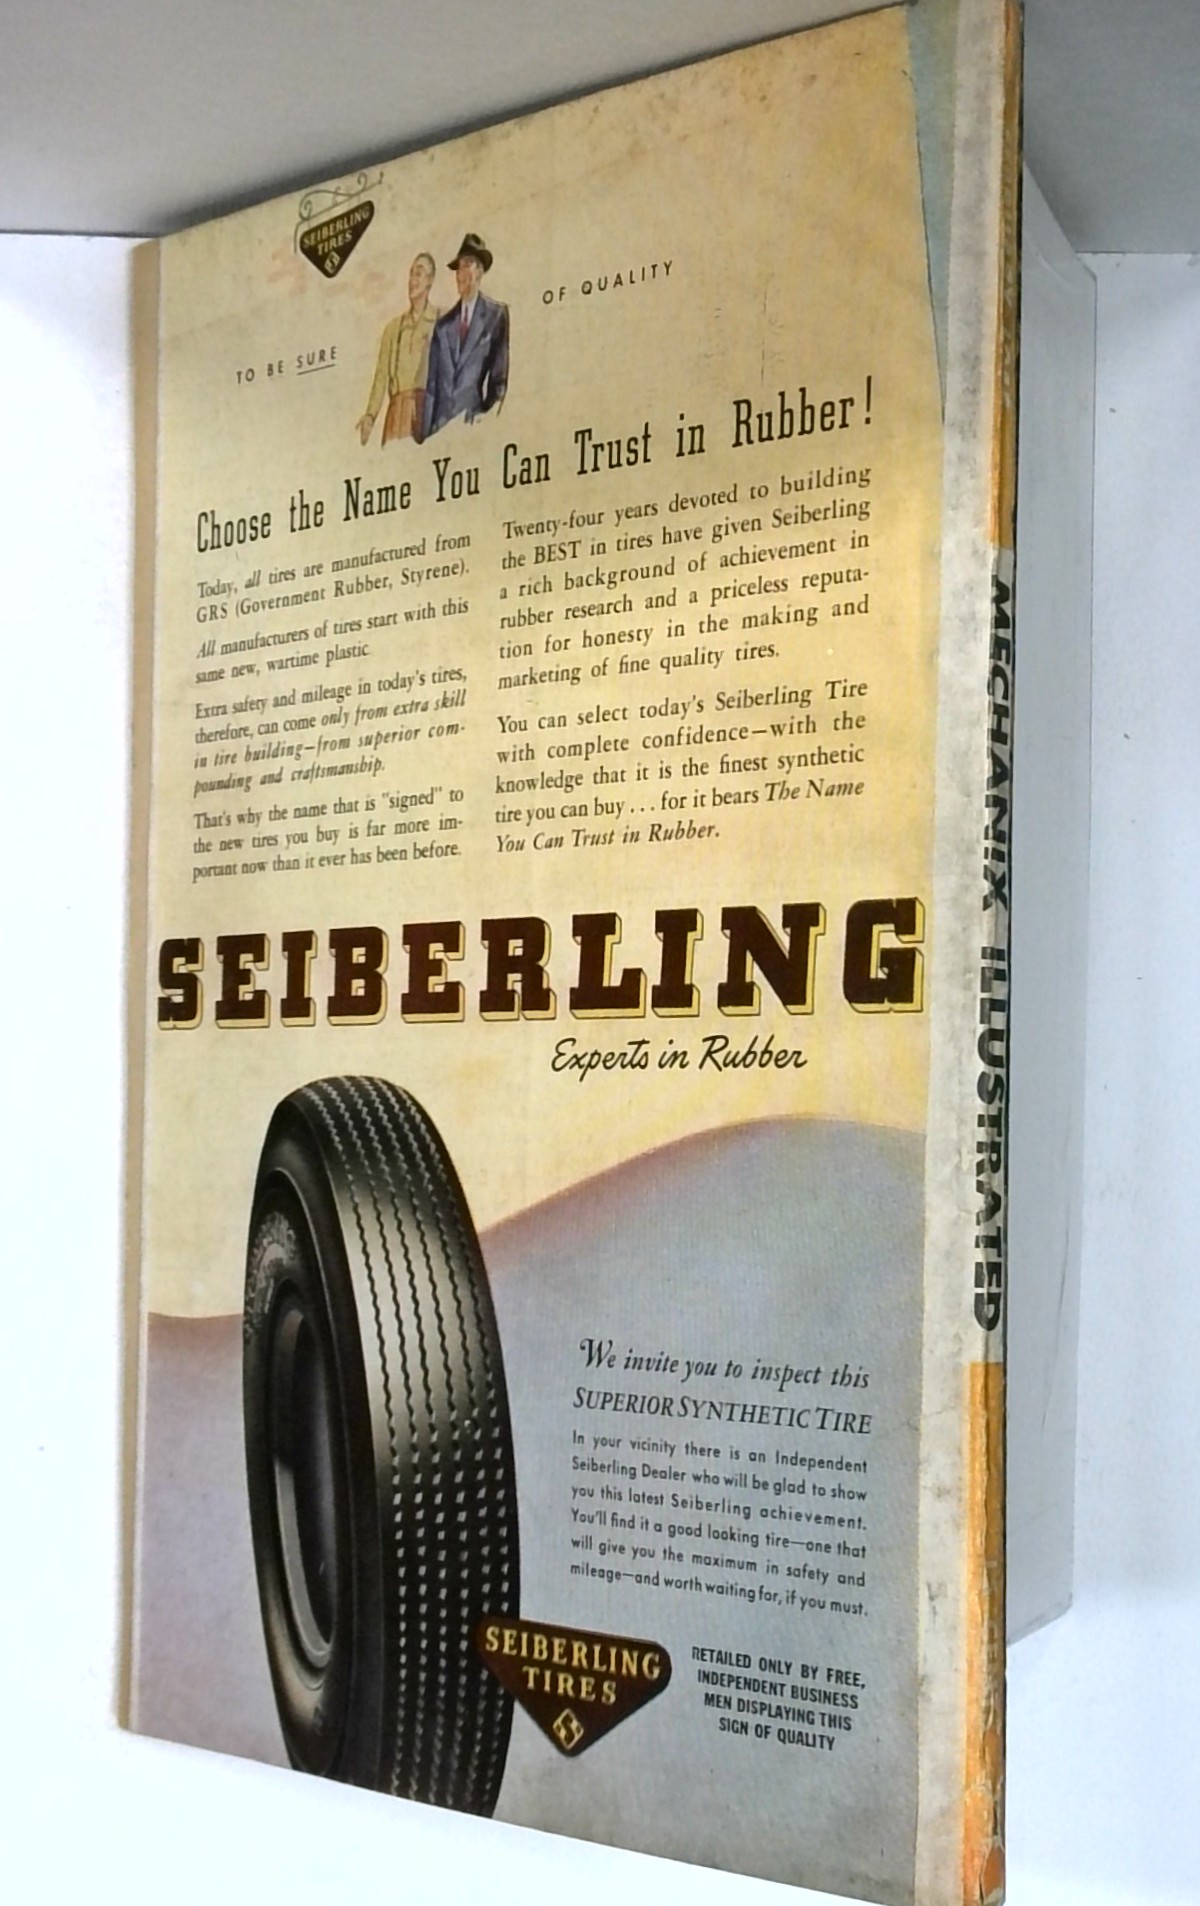 SEIBERLING
TIRES
TO BE SURE
OF QUALITY
Choose the Name You Can Trust in Rubber!
Today, all tires are manufactured from
GRS (Government Rubber, Styrene).
All manufacturers of tires start with this
same new, wartime plastic
Extra safety and mileage in today's tires,
therefore, can come only from extra skill
in tire building—from superior com-
pounding and craftsmanship.
That's why the name that is "signed" to
the new tires you buy is far more im-
portant now than it ever has been before.
Twenty-four years devoted to building
the BEST in tires have given Seiberling
a rich background of achievement in
rubber research and a priceless reputa-
tion for honesty in the making and
marketing of fine quality tires.
You can select today's Seiberling Tire
with complete confidence—with the
knowledge that it is the finest synthetic
tire you can buy . . . for it bears The Name
You Can Trust in Rubber.
SEIBERLING
Experts in Rubber
We invite you to inspect this
SUPERIOR SYNTHETIC TIRE
In your vicinity there is an Independent
Seiberling Dealer who will be glad to show
you this latest Seiberling achievement.
You'll find it a good looking tire—one that
will give you the maximum in safety and
mileage—and worth waiting for, if you must.
SEIBERLING
TIRES
S
RETAILED ONLY BY FREE,
INDEPENDENT BUSINESS
MEN DISPLAYING THIS
SIGN OF QUALITY
MECHANIX ILLUSTRATED